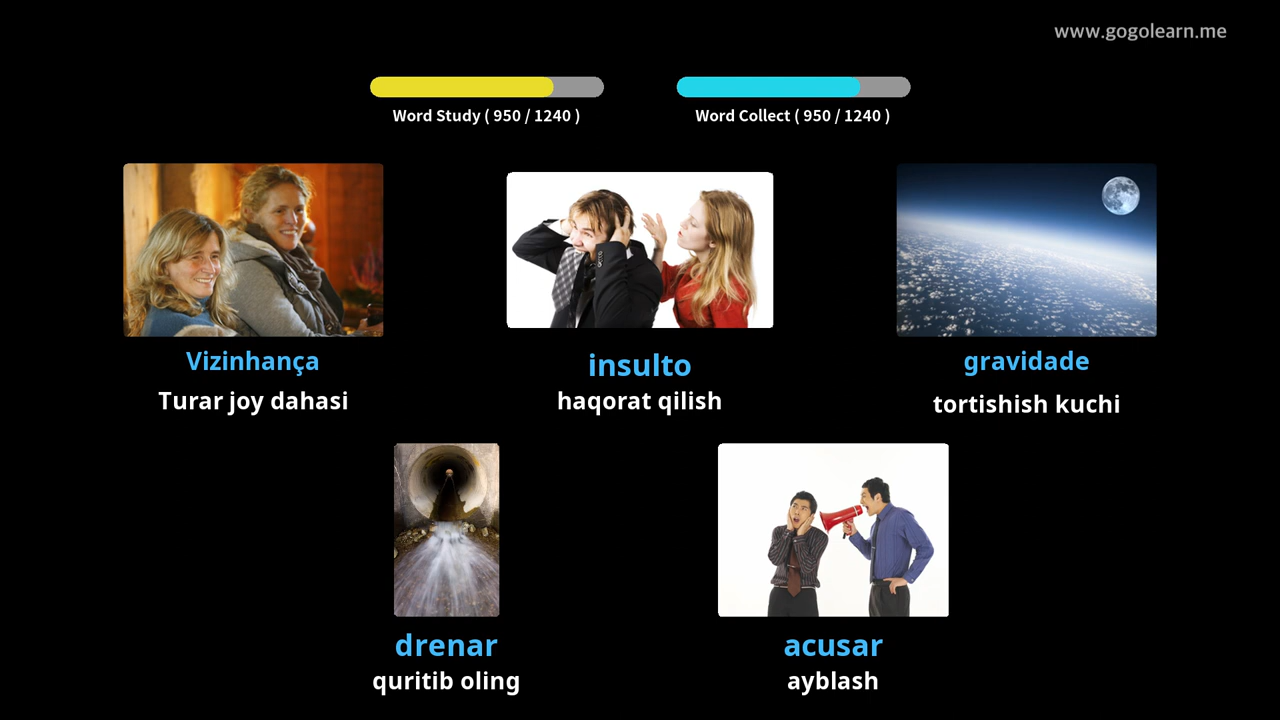 www.gogolearn.me
Word Study ( 950 / 1240 )
Word Collect ( 950 / 1240 )
Vizinhança
Turar joy dahasi
insulto
haqorat qilish
gravidade
tortishish kuchi
drenar
quritib oling
acusar
ayblash